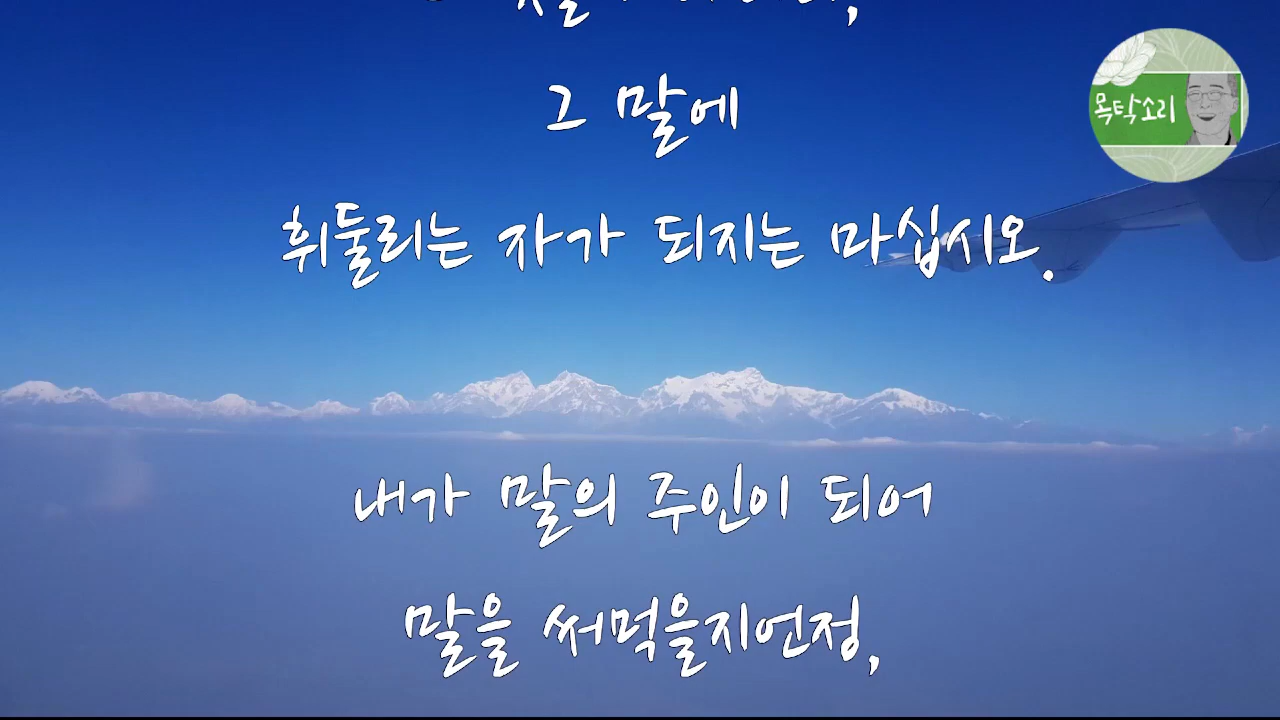 그 말에
휘둘리는 자가 되지는 마십시오.
내가 말의 주인이 되어
말을 써먹을지언정,
목탁소리